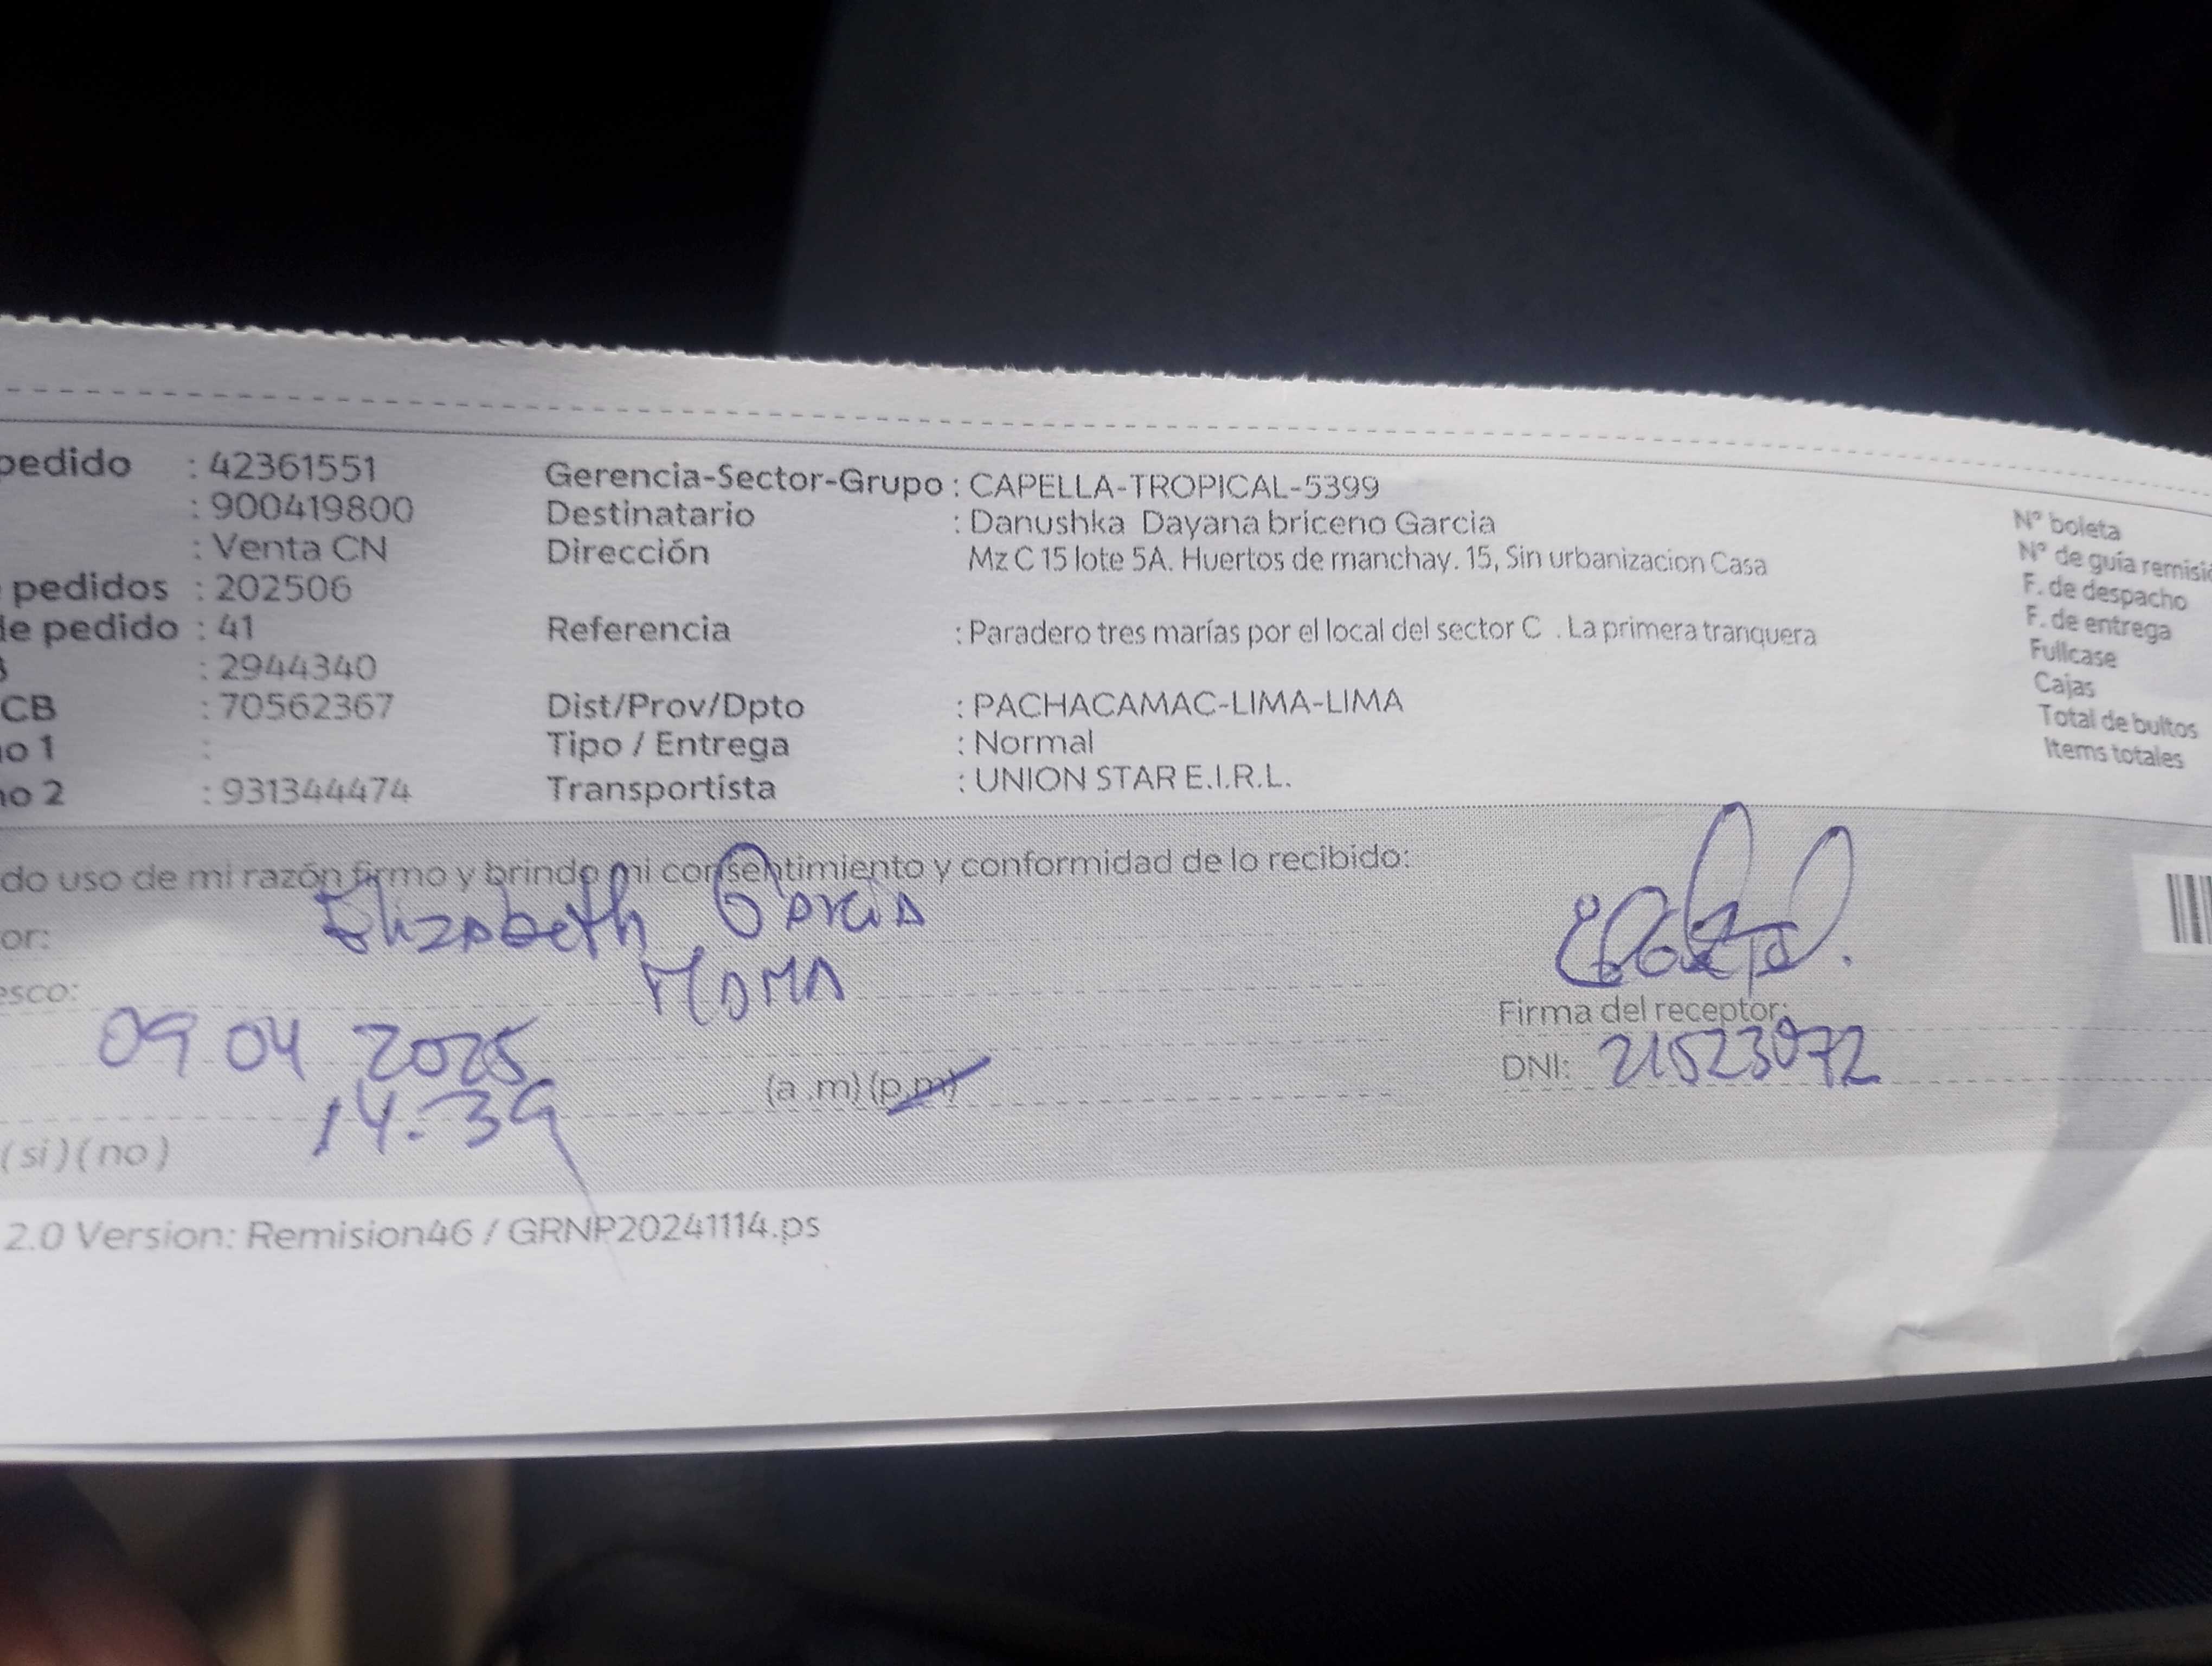 pedido : 42361551
: 900419800
: Venta CN
pedidos : 202506
de pedido : 41
: 2944340
CB : 70562367
no 1 :
no 2 : 931344474
Gerencia-Sector-Grupo : CAPELLA-TROPICAL-5399
Destinatario : Danushka Dayana briceno Garcia
Dirección Mz C 15 lote 5A. Huertos de manchay. 15, Sin urbanizacion Casa
Referencia : Paradero tres marías por el local del sector C . La primera tranquera
Dist/Prov/Dpto : PACHACAMAC-LIMA-LIMA
Tipo / Entrega : Normal
Transportista : UNION STAR E.I.R.L.
N° boleta
N° de guía remisió
F. de despacho
F. de entrega
Fullcase
Cajas
Total de bultos
Items totales
do uso de mi razón firmo y brindo mi consentimiento y conformidad de lo recibido:
or: Elizabeth Garcia
esco: MAMA
09 04 2025
14.39 (a.m) (p.m)
(si) (no)
Firma del receptor:
DNI: 21523072
2.0 Version: Remision46 / GRNP20241114.ps